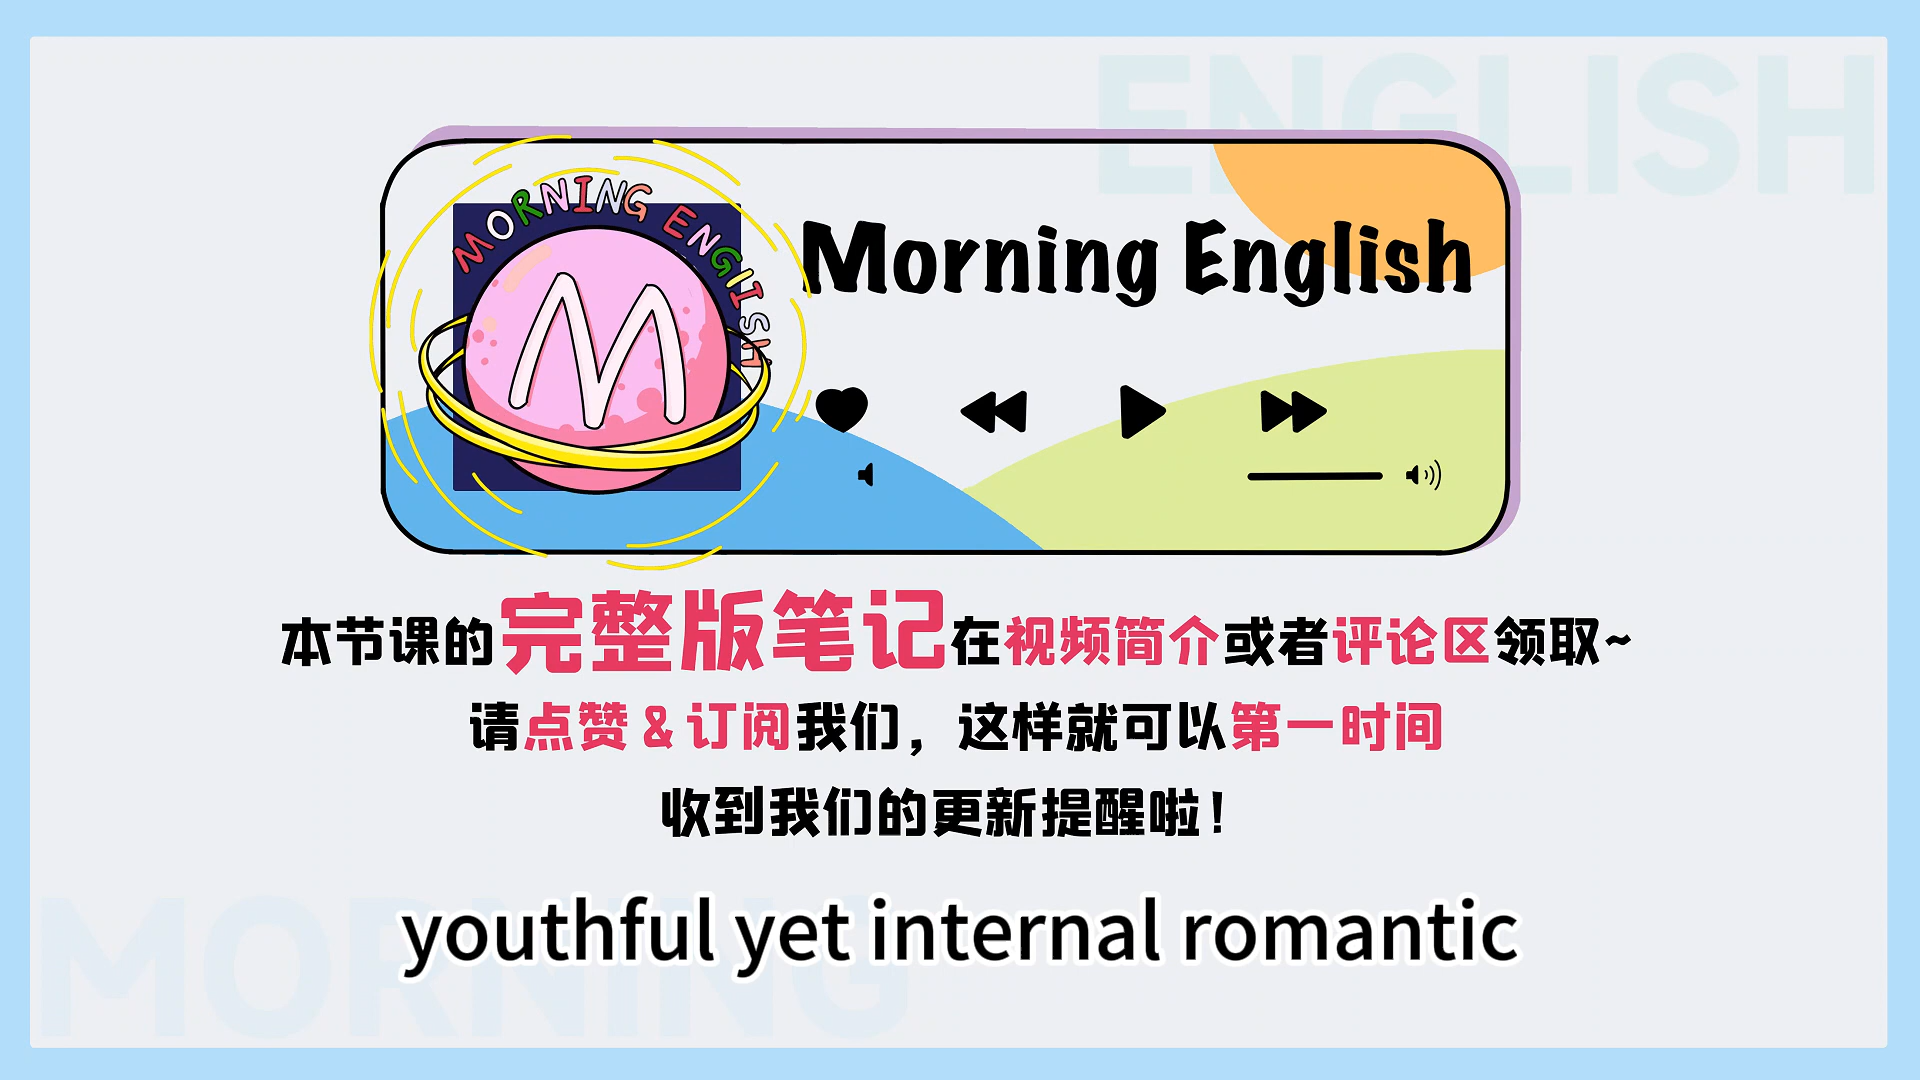 ENGLISH
MORNING ENGLISH
M
Morning English
本节课的完整版笔记在视频简介或者评论区领取~
请点赞&订阅我们，这样就可以第一时间
收到我们的更新提醒啦！
MORNING
youthful yet internal romantic